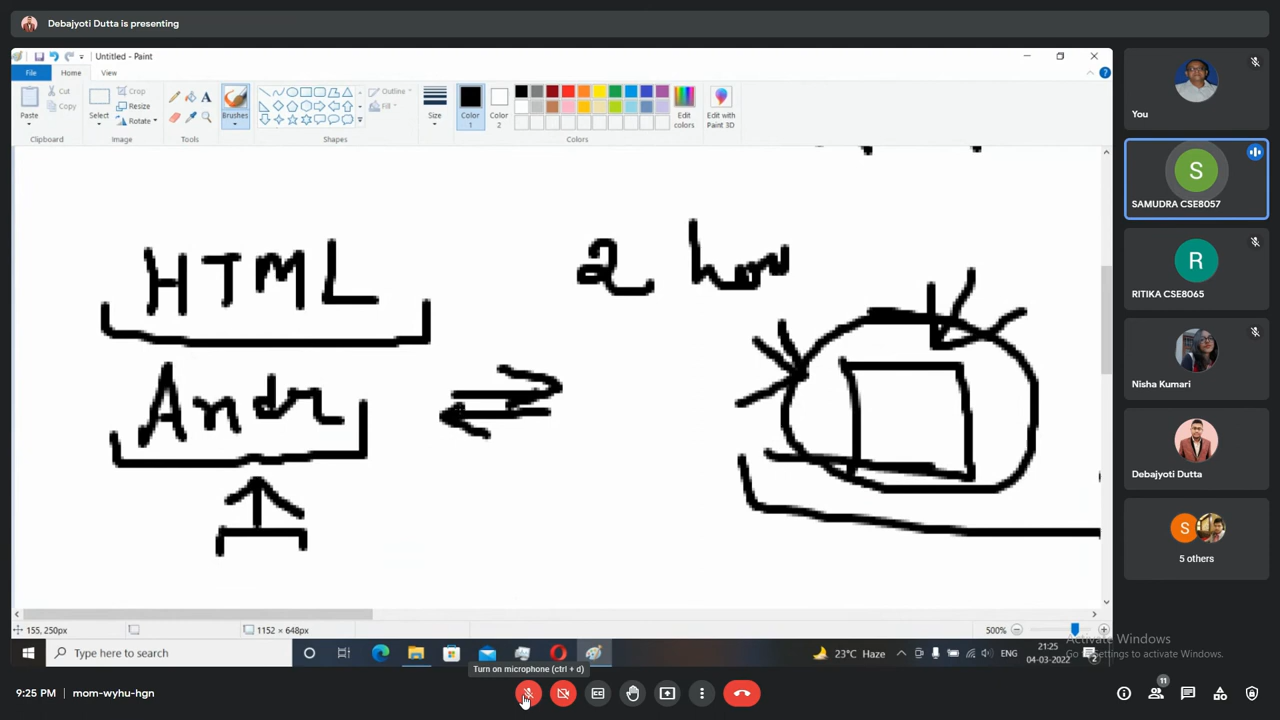 Debajyoti Dutta is presenting
Untitled - Paint
File Home View
Paste
Cut
Copy
Clipboard
Select
Crop
Resize
Rotate
Image
A
Tools
Brushes
Shapes
Outline
Fill
Size
Color 1
Color 2
Colors
Edit colors
Edit with Paint 3D
HTML
2 hou
Andr
155, 250px
1152 × 648px
500%
Type here to search
23°C Haze
ENG
21:25
04-03-2022
2
Activate Windows
Go to Settings to activate Windows.
Turn on microphone (ctrl + d)
You
S
SAMUDRA CSE8057
R
RITIKA CSE8065
Nisha Kumari
Debajyoti Dutta
S
5 others
9:25 PM mom-wyhu-hgn
11